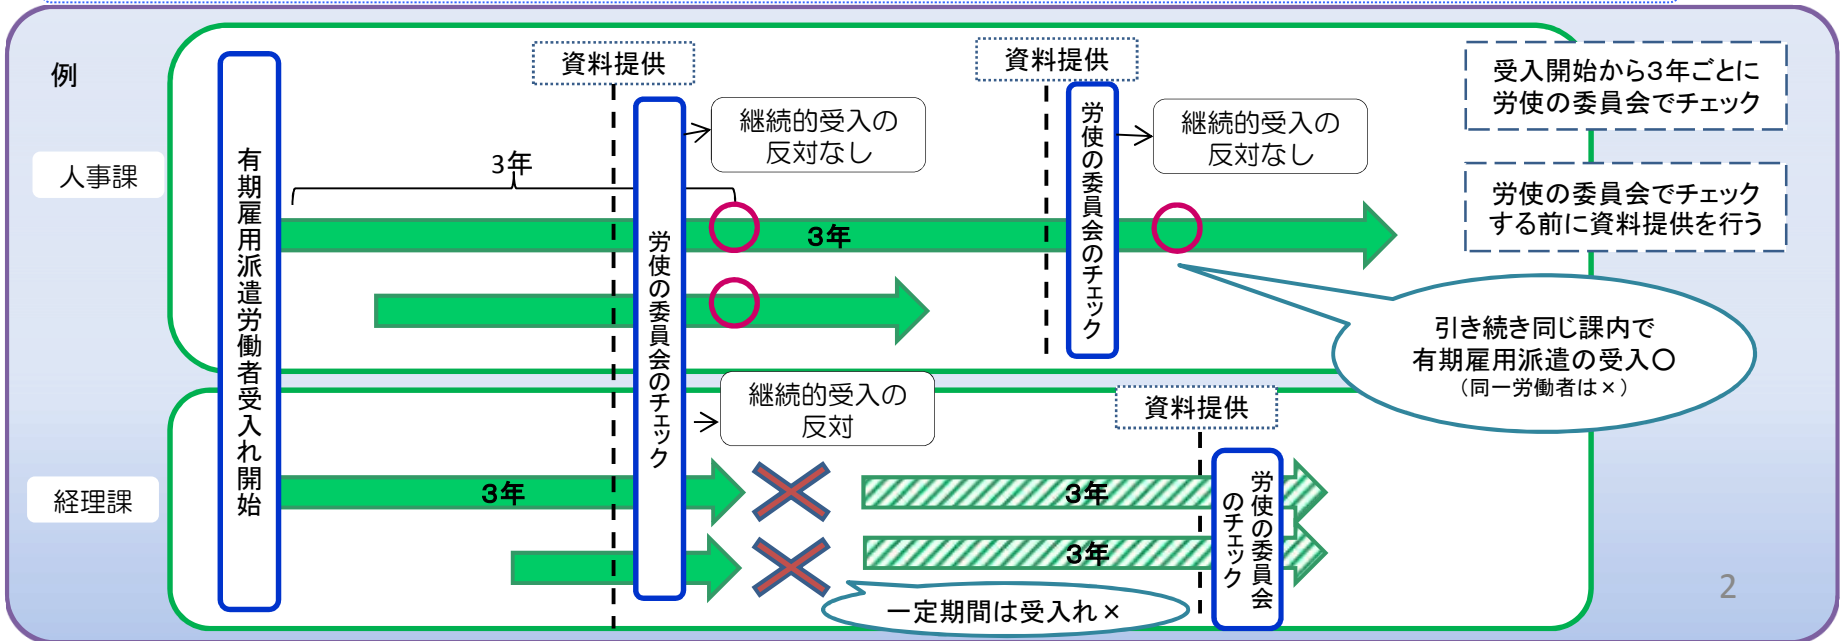 例
人事課
経理課
有期雇用派遣労働者受入れ開始
3年
資料提供
労使の委員会のチェック
継続的受入の
反対なし
3年
資料提供
労使の委員会のチェック
継続的受入の
反対なし
受入開始から3年ごとに
労使の委員会でチェック
労使の委員会でチェック
する前に資料提供を行う
引き続き同じ課内で
有期雇用派遣の受入〇
（同一労働者は×）
継続的受入の
反対
3年
資料提供
3年
3年
労使の委員会
のチェック
一定期間は受入れ×
2